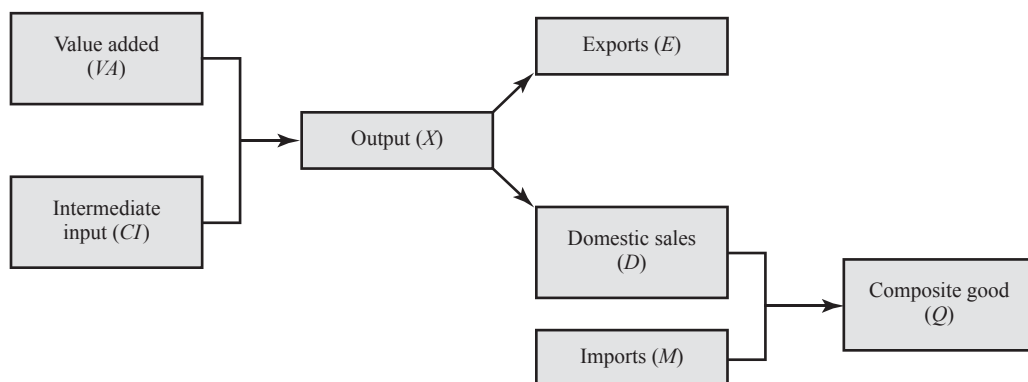 Value added
(VA)
Intermediate
input (CI)
Output (X)
Exports (E)
Domestic sales
(D)
Imports (M)
Composite good
(Q)